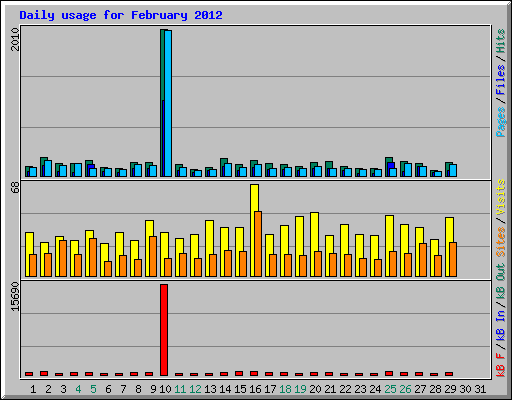 Daily usage for February 2012
2010
Pages / Files / Hits
68
Sites / Visits
15690
kB F / kB In / kB Out
1 2 3 4 5 6 7 8 9 10 11 12 13 14 15 16 17 18 19 20 21 22 23 24 25 26 27 28 29 30 31